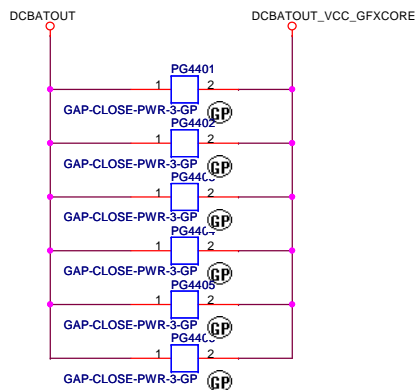 DCBATOUT DCBATOUT_VCC_GFXCORE
PG4401
1 2
GAP-CLOSE-PWR-3-GP GP
PG4402
1 2
GAP-CLOSE-PWR-3-GP GP
1 2
GAP-CLOSE-PWR-3-GP GP
1 2
GAP-CLOSE-PWR-3-GP GP
PG4405
1 2
GAP-CLOSE-PWR-3-GP GP
1 2
GAP-CLOSE-PWR-3-GP GP